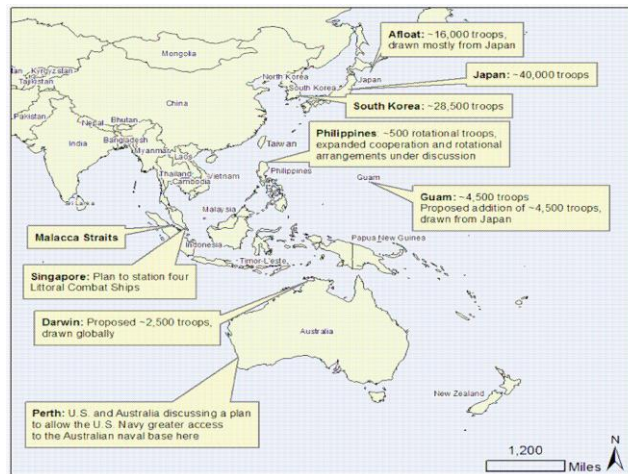 Afloat: ~16,000 troops,
drawn mostly from Japan
Mongolia
Kyrgyzstan
Tajikistan
North Korea
Japan
Japan: ~40,000 troops
South Korea
South Korea: ~28,500 troops
China
Pakistan
Nepal
Bhutan
Bangladesh
India
Myanmar
Laos
Taiwan
Philippines: ~500 rotational troops,
expanded cooperation and rotational
arrangements under discussion
Thailand
Vietnam
Cambodia
Philippines
Guam
Sri Lanka
Guam: ~4,500 troops
Proposed addition of ~4,500 troops,
drawn from Japan
Malaysia
Malacca Straits
Indonesia
Papua New Guinea
Timor-Leste
Singapore: Plan to station four
Littoral Combat Ships
Darwin: Proposed ~2,500 troops,
drawn globally
Australia
Perth: U.S. and Australia discussing a plan
to allow the U.S. Navy greater access
to the Australian naval base here
New Zealand
1,200
Miles
N